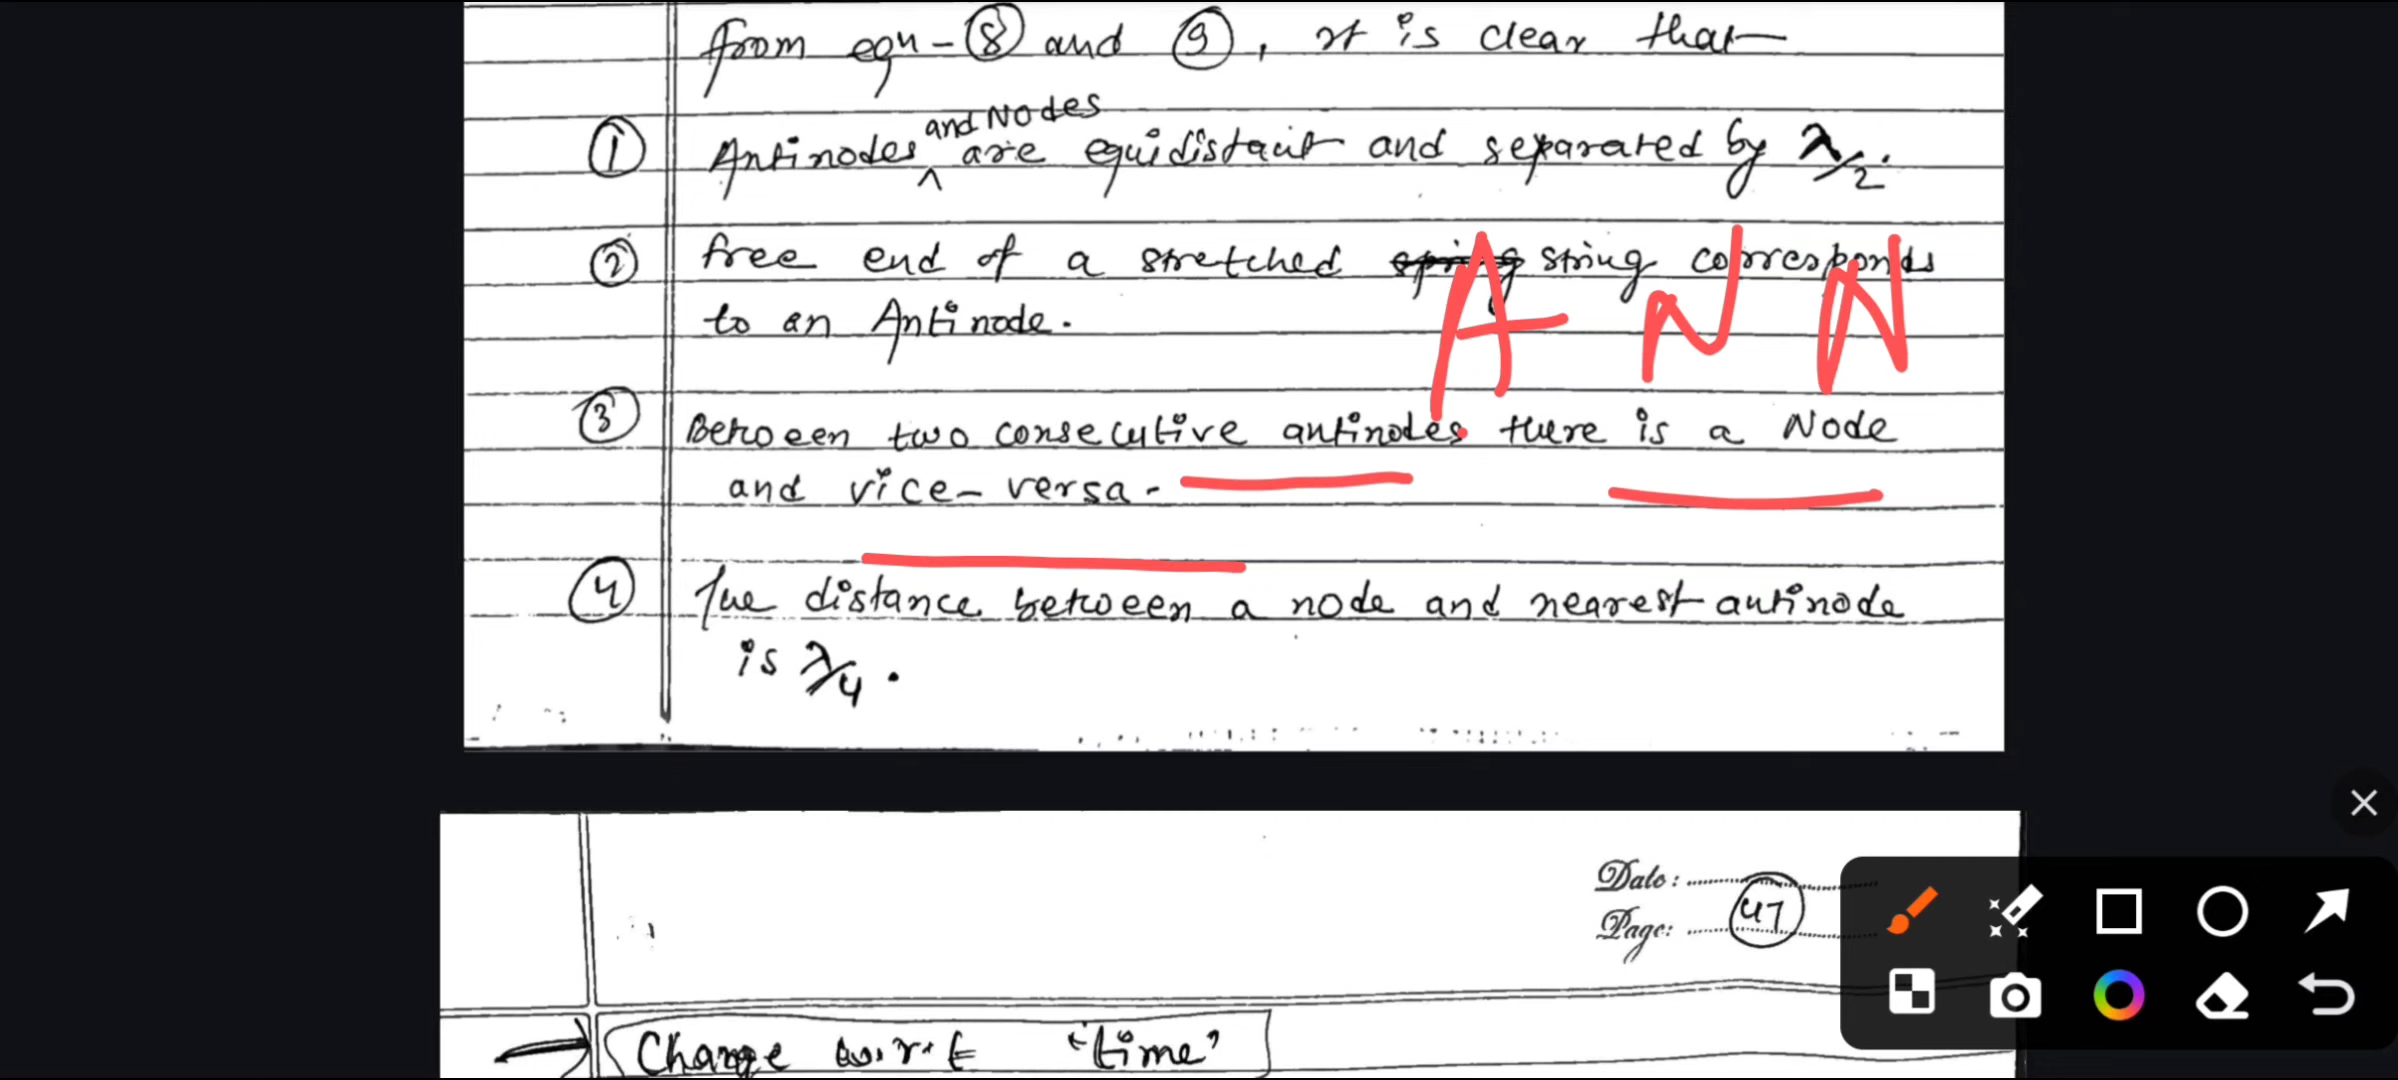 from eqn - ⑧ and ⑨, it is clear that
① Antinodes and Nodes are equidistant and separated by λ/2.
② free end of a stretched spring string corresponds
to an Antinode.
A N N
③ Between two consecutive antinodes there is a Node
and vice-versa.
④ The distance between a node and nearest antinode
is λ/4.
Date:
Page: 47
→ Change w.r.t "time"